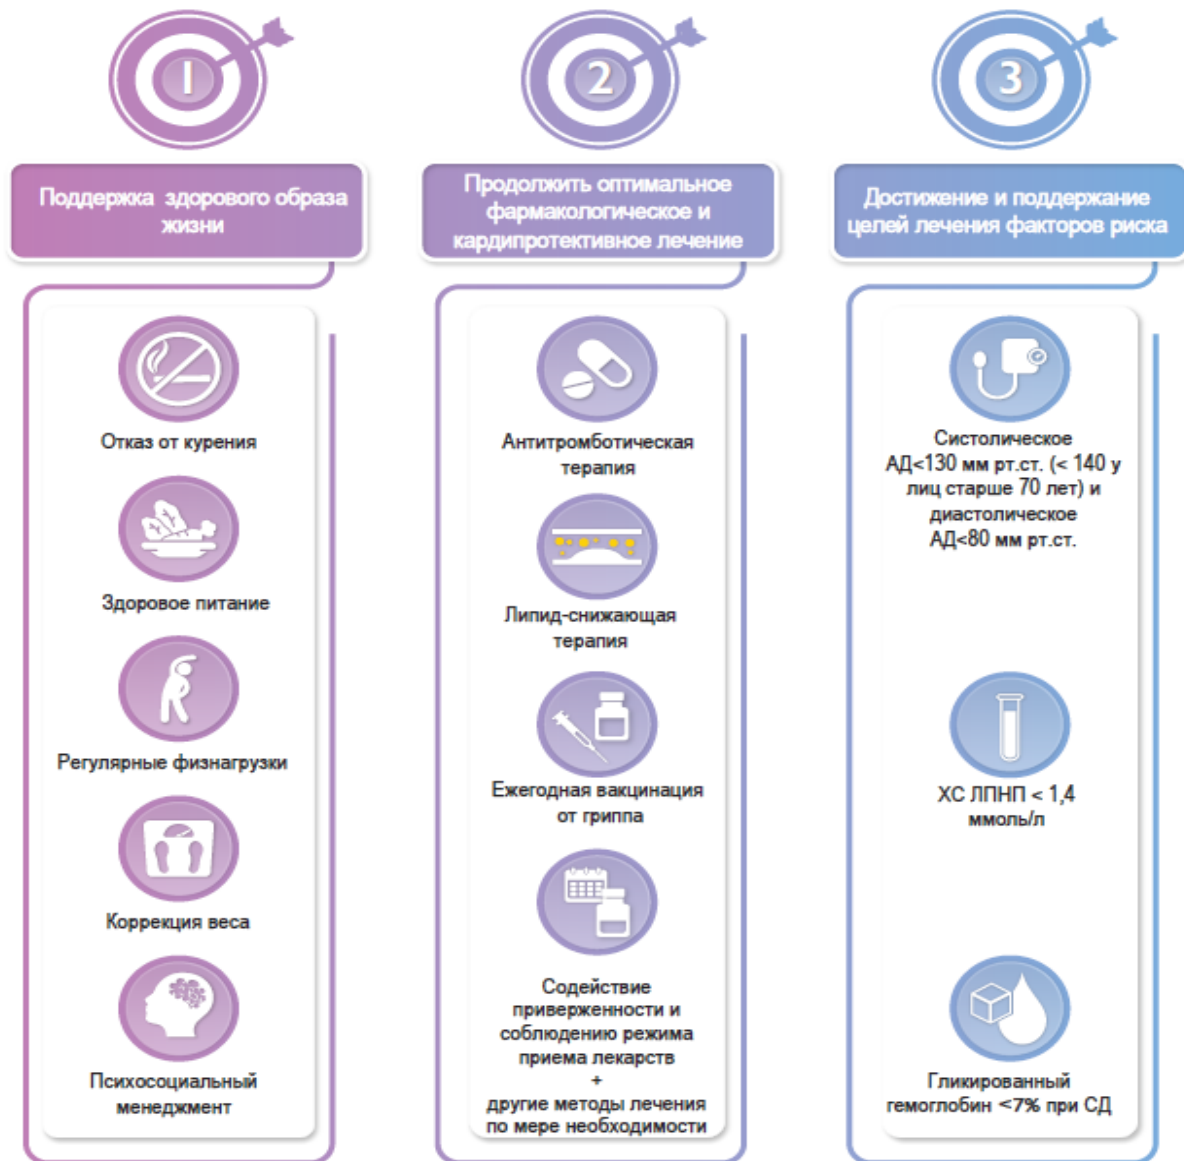 1
Поддержка здорового образа
жизни
Отказ от курения
Здоровое питание
Регулярные физнагрузки
Коррекция веса
Психосоциальный
менеджмент
2
Продолжить оптимальное
фармакологическое и
кардипротективное лечение
Антитромботическая
терапия
Липид-снижающая
терапия
Ежегодная вакцинация
от гриппа
Содействие
приверженности и
соблюдению режима
приема лекарств
+
другие методы лечения
по мере необходимости
3
Достижение и поддержание
целей лечения факторов риска
Систолическое
АД<130 мм рт.ст. (< 140 у
лиц старше 70 лет) и
диастолическое
АД<80 мм рт.ст.
ХС ЛПНП < 1,4
ммоль/л
Гликированный
гемоглобин <7% при СД